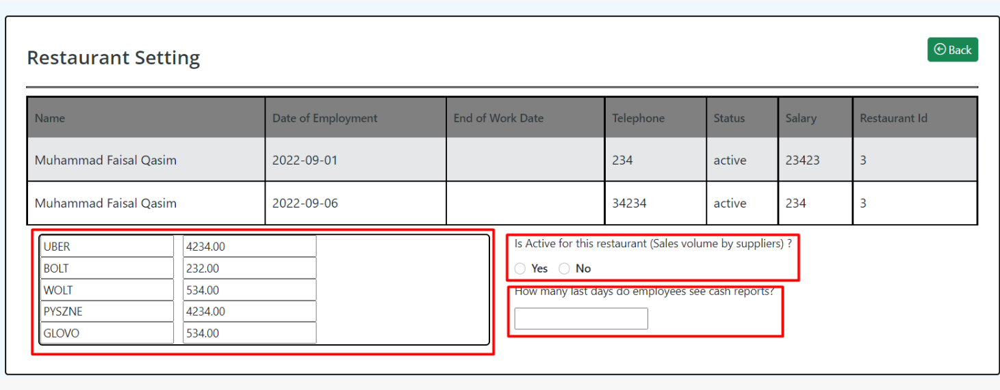 Restaurant Setting
Back
Name Date of Employment End of Work Date Telephone Status Salary Restaurant Id
Muhammad Faisal Qasim 2022-09-01 234 active 23423 3
Muhammad Faisal Qasim 2022-09-06 34234 active 234 3
UBER 4234.00
BOLT 232.00
WOLT 534.00
PYSZNE 4234.00
GLOVO 534.00
Is Active for this restaurant (Sales volume by suppliers) ?
Yes No
How many last days do employees see cash reports?